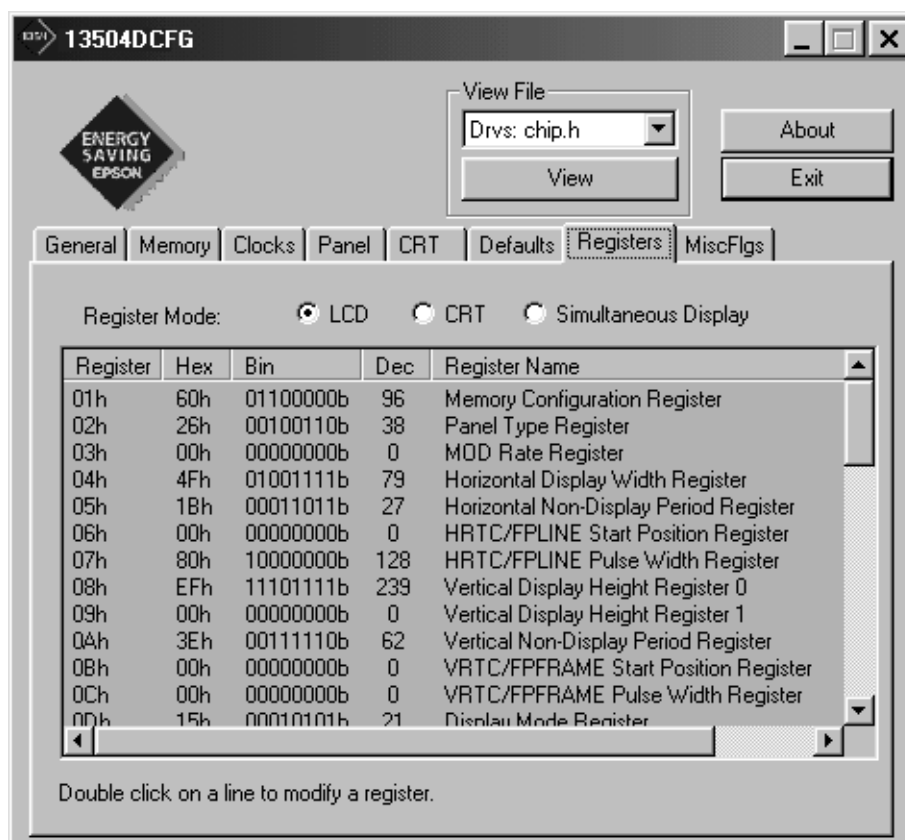 13504DCFG
View File
Drvs: chip.h
About
ENERGY
SAVING
EPSON
View
Exit
General Memory Clocks Panel CRT Defaults Registers MiscFlgs
Register Mode: LCD CRT Simultaneous Display
Register Hex Bin Dec Register Name
01h 60h 01100000b 96 Memory Configuration Register
02h 26h 00100110b 38 Panel Type Register
03h 00h 00000000b 0 MOD Rate Register
04h 4Fh 01001111b 79 Horizontal Display Width Register
05h 1Bh 00011011b 27 Horizontal Non-Display Period Register
06h 00h 00000000b 0 HRTC/FPLINE Start Position Register
07h 80h 10000000b 128 HRTC/FPLINE Pulse Width Register
08h EFh 11101111b 239 Vertical Display Height Register 0
09h 00h 00000000b 0 Vertical Display Height Register 1
0Ah 3Eh 00111110b 62 Vertical Non-Display Period Register
0Bh 00h 00000000b 0 VRTC/FPFRAME Start Position Register
0Ch 00h 00000000b 0 VRTC/FPFRAME Pulse Width Register
0Dh 15h 00010101b 21 Display Mode Register
Double click on a line to modify a register.